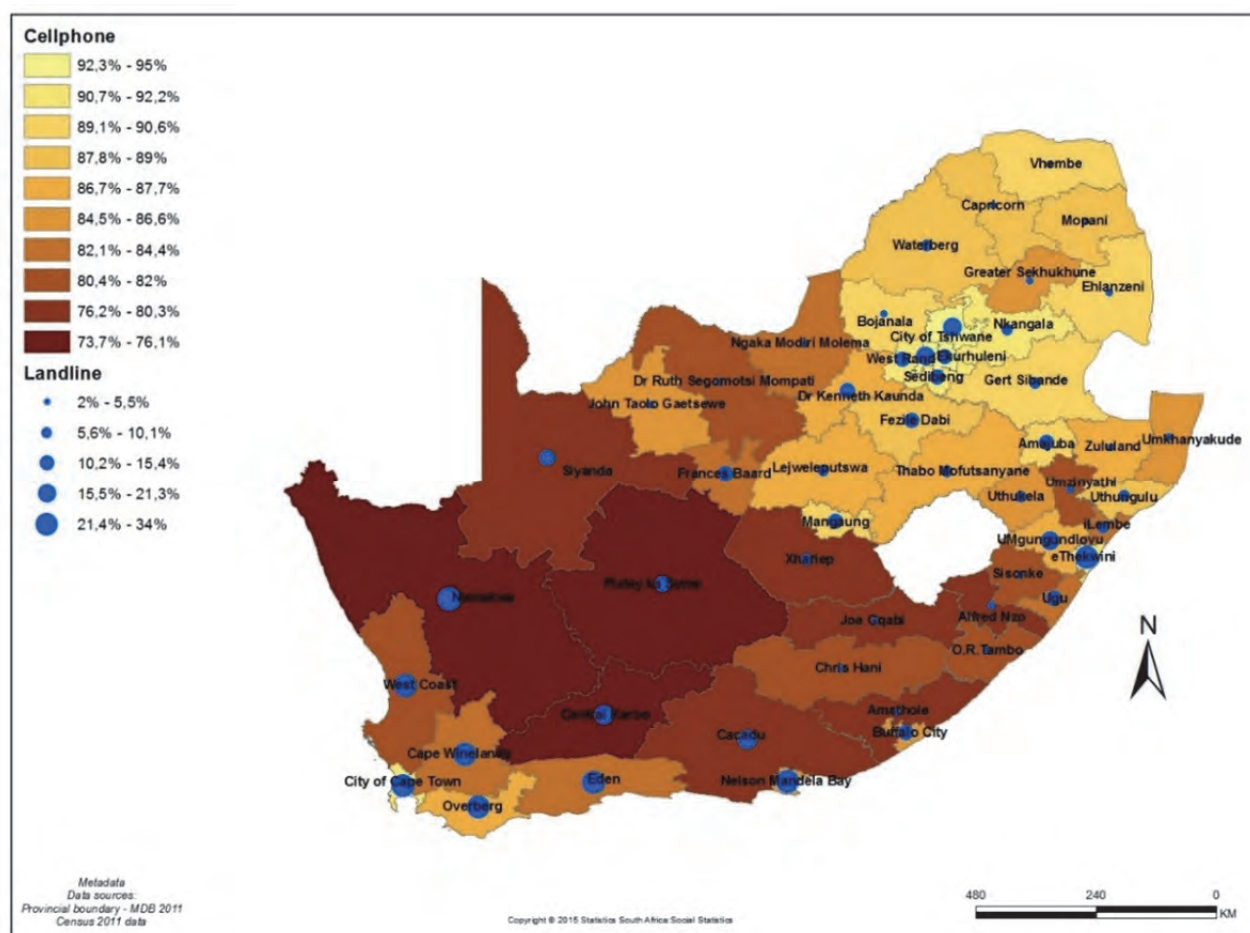 Cellphone
92,3% - 95%
90,7% - 92,2%
89,1% - 90,6%
87,8% - 89%
86,7% - 87,7%
84,5% - 86,6%
82,1% - 84,4%
80,4% - 82%
76,2% - 80,3%
73,7% - 76,1%
Landline
2% - 5,5%
5,6% - 10,1%
10,2% - 15,4%
15,5% - 21,3%
21,4% - 34%
Vhembe
Capricorn
Mopani
Waterberg
Greater Sekhukhune
Ehlanzeni
Bojanala
Nkangala
City of Tshwane
Ngaka Modiri Molema
West Rand
Ekurhuleni
Sedibeng
Gert Sibande
Dr Ruth Segomotsi Mompati
Dr Kenneth Kaunda
John Taolo Gaetsewe
Fezile Dabi
Amajuba
Zululand
Umkhanyakude
Siyanda
Frances Baard
Lejweleputswa
Thabo Mofutsanyane
Umzinyathi
Uthukela
Uthungulu
Mangaung
iLembe
UMgungundlovu
eThekwini
Xhariep
Sisonke
Pixley ka Seme
Namakwa
Ugu
Alfred Nzo
Joe Gqabi
O.R.Tambo
Chris Hani
West Coast
Amathole
Central Karoo
Buffalo City
Cacadu
Cape Winelands
City of Cape Town
Eden
Nelson Mandela Bay
Overberg
N
480 240 0
KM
Metadata
Data sources:
Provincial boundary - MDB 2011
Census 2011 data
Copyright © 2015 Statistics South Africa:Social Statistics